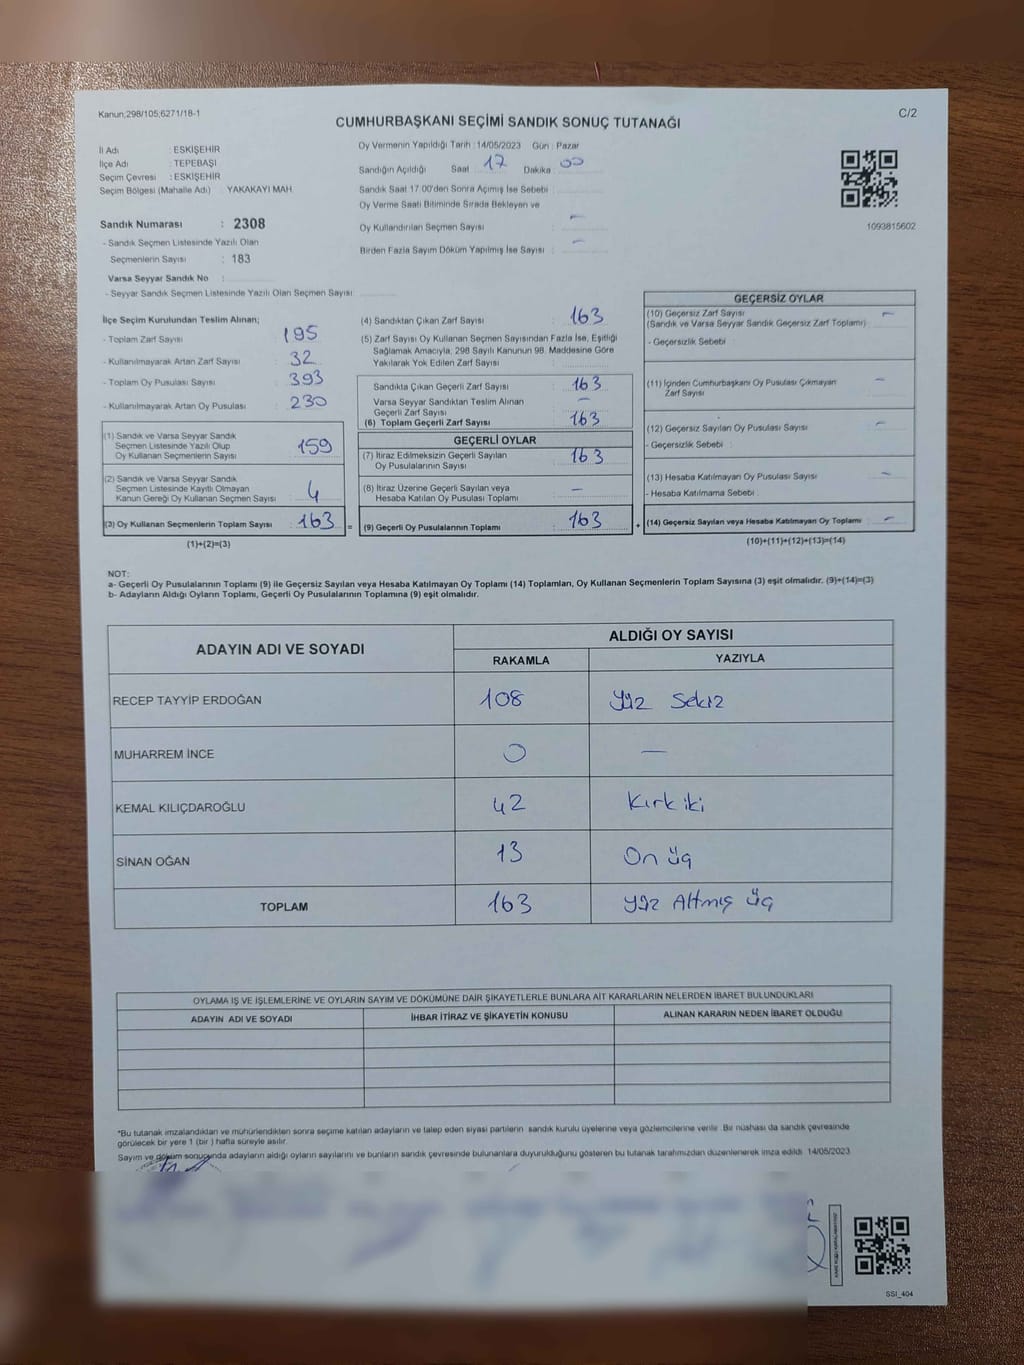 Kanun;298/105;6271/18-1
C/2
CUMHURBAŞKANI SEÇİMİ SANDIK SONUÇ TUTANAĞI
İl Adı : ESKİŞEHİR
İlçe Adı : TEPEBAŞI
Seçim Çevresi : ESKİŞEHİR
Seçim Bölgesi (Mahalle Adı) : YAKAKAYI MAH.
Sandık Numarası : 2308
- Sandık Seçmen Listesinde Yazılı Olan
Seçmenlerin Sayısı : 183
Varsa Seyyar Sandık No :
- Seyyar Sandık Seçmen Listesinde Yazılı Olan Seçmen Sayısı:
Oy Vermenin Yapıldığı Tarih : 14/05/2023 Gün : Pazar
Sandığın Açıldığı Saat : 17 Dakika : 00
Sandık Saat 17:00'den Sonra Açılmış İse Sebebi :
Oy Verme Saati Bitiminde Sırada Bekleyen ve
Oy Kullandırılan Seçmen Sayısı : —
Birden Fazla Sayım Döküm Yapılmış İse Sayısı : —
1093815602
İlçe Seçim Kurulundan Teslim Alınan;
- Toplam Zarf Sayısı : 195
- Kullanılmayarak Artan Zarf Sayısı : 32
- Toplam Oy Pusulası Sayısı : 393
- Kullanılmayarak Artan Oy Pusulası : 230
(1) Sandık ve Varsa Seyyar Sandık
Seçmen Listesinde Yazılı Olup
Oy Kullanan Seçmenlerin Sayısı : 159
(2) Sandık ve Varsa Seyyar Sandık
Seçmen Listesinde Kayıtlı Olmayan
Kanun Gereği Oy Kullanan Seçmen Sayısı : 4
(3) Oy Kullanan Seçmenlerin Toplam Sayısı : 163 =
(1)+(2)=(3)
(4) Sandıktan Çıkan Zarf Sayısı : 163
(5) Zarf Sayısı Oy Kullanan Seçmen Sayısından Fazla İse, Eşitliği
Sağlamak Amacıyla, 298 Sayılı Kanunun 98. Maddesine Göre
Yakılarak Yok Edilen Zarf Sayısı :
Sandıkta Çıkan Geçerli Zarf Sayısı : 163
Varsa Seyyar Sandıktan Teslim Alınan
Geçerli Zarf Sayısı : —
(6) Toplam Geçerli Zarf Sayısı : 163
GEÇERLİ OYLAR
(7) İtiraz Edilmeksizin Geçerli Sayılan
Oy Pusulalarının Sayısı : 163
(8) İtiraz Üzerine Geçerli Sayılan veya
Hesaba Katılan Oy Pusulası Toplamı : —
(9) Geçerli Oy Pusulalarının Toplamı : 163 +
GEÇERSİZ OYLAR
(10) Geçersiz Zarf Sayısı : —
(Sandık ve Varsa Seyyar Sandık Geçersiz Zarf Toplamı)
- Geçersizlik Sebebi :
(11) İçinden Cumhurbaşkanı Oy Pusulası Çıkmayan : —
Zarf Sayısı
(12) Geçersiz Sayılan Oy Pusulası Sayısı : —
- Geçersizlik Sebebi :
(13) Hesaba Katılmayan Oy Pusulası Sayısı : —
- Hesaba Katılmama Sebebi :
(14) Geçersiz Sayılan veya Hesaba Katılmayan Oy Toplamı : —
(10)+(11)+(12)+(13)=(14)
NOT:
a- Geçerli Oy Pusulalarının Toplamı (9) ile Geçersiz Sayılan veya Hesaba Katılmayan Oy Toplamı (14) Toplamları, Oy Kullanan Seçmenlerin Toplam Sayısına (3) eşit olmalıdır. (9)+(14)=(3)
b- Adayların Aldığı Oyların Toplamı, Geçerli Oy Pusulalarının Toplamına (9) eşit olmalıdır.
ADAYIN ADI VE SOYADI
ALDIĞI OY SAYISI
RAKAMLA YAZIYLA
RECEP TAYYİP ERDOĞAN 108 Yüz Sekiz
MUHARREM İNCE 0 —
KEMAL KILIÇDAROĞLU 42 Kırk iki
SİNAN OĞAN 13 On üç
TOPLAM 163 Yüz Altmış üç
OYLAMA İŞ VE İŞLEMLERİNE VE OYLARIN SAYIM VE DÖKÜMÜNE DAİR ŞİKAYETLERLE BUNLARA AİT KARARLARIN NELERDEN İBARET BULUNDUKLARI
ADAYIN ADI VE SOYADI İHBAR İTİRAZ VE ŞİKAYETİN KONUSU ALINAN KARARIN NEDEN İBARET OLDUĞU
*Bu tutanak imzalandıktan ve mühürlendikten sonra seçime katılan adayların ve talep eden siyasi partilerin sandık kurulu üyelerine veya gözlemcilerine verilir. Bir nüshası da sandık çevresinde
görülecek bir yere 1 (bir ) hafta süreyle asılır.
Sayım ve döküm sonucunda adayların aldığı oyların sayılarını ve bunların sandık çevresinde bulunanlara duyurulduğunu gösteren bu tutanak tarafımızdan düzenlenerek imza edildi. 14/05/2023
SSI_404